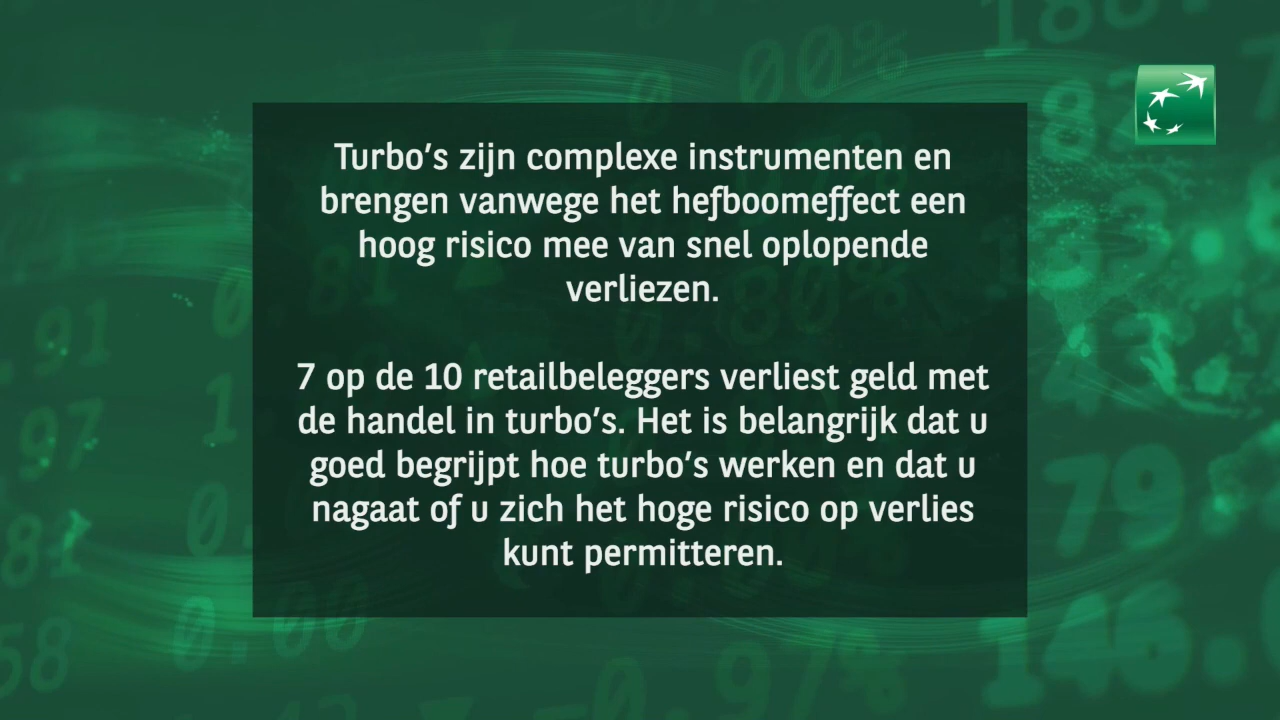 Turbo’s zijn complexe instrumenten en
brengen vanwege het hefboomeffect een
hoog risico mee van snel oplopende
verliezen.
7 op de 10 retailbeleggers verliest geld met
de handel in turbo’s. Het is belangrijk dat u
goed begrijpt hoe turbo’s werken en dat u
nagaat of u zich het hoge risico op verlies
kunt permitteren.